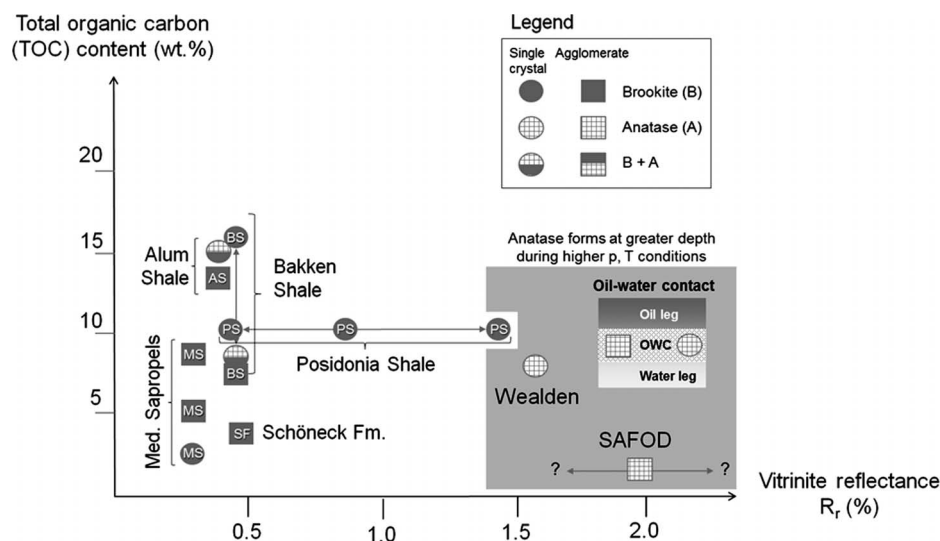 Total organic carbon
(TOC) content (wt.%)
Legend
Single
crystal
Agglomerate
Brookite (B)
Anatase (A)
B + A
20
15
10
5
Alum
Shale
BS
AS
Bakken
Shale
PS
PS
PS
Posidonia Shale
Med. Sapropels
MS
BS
MS
SF
Schöneck Fm.
MS
Anatase forms at greater depth
during higher p, T conditions
Oil-water contact
Oil leg
OWC
Water leg
Wealden
SAFOD
?
?
0.5
1.0
1.5
2.0
Vitrinite reflectance
Rr (%)